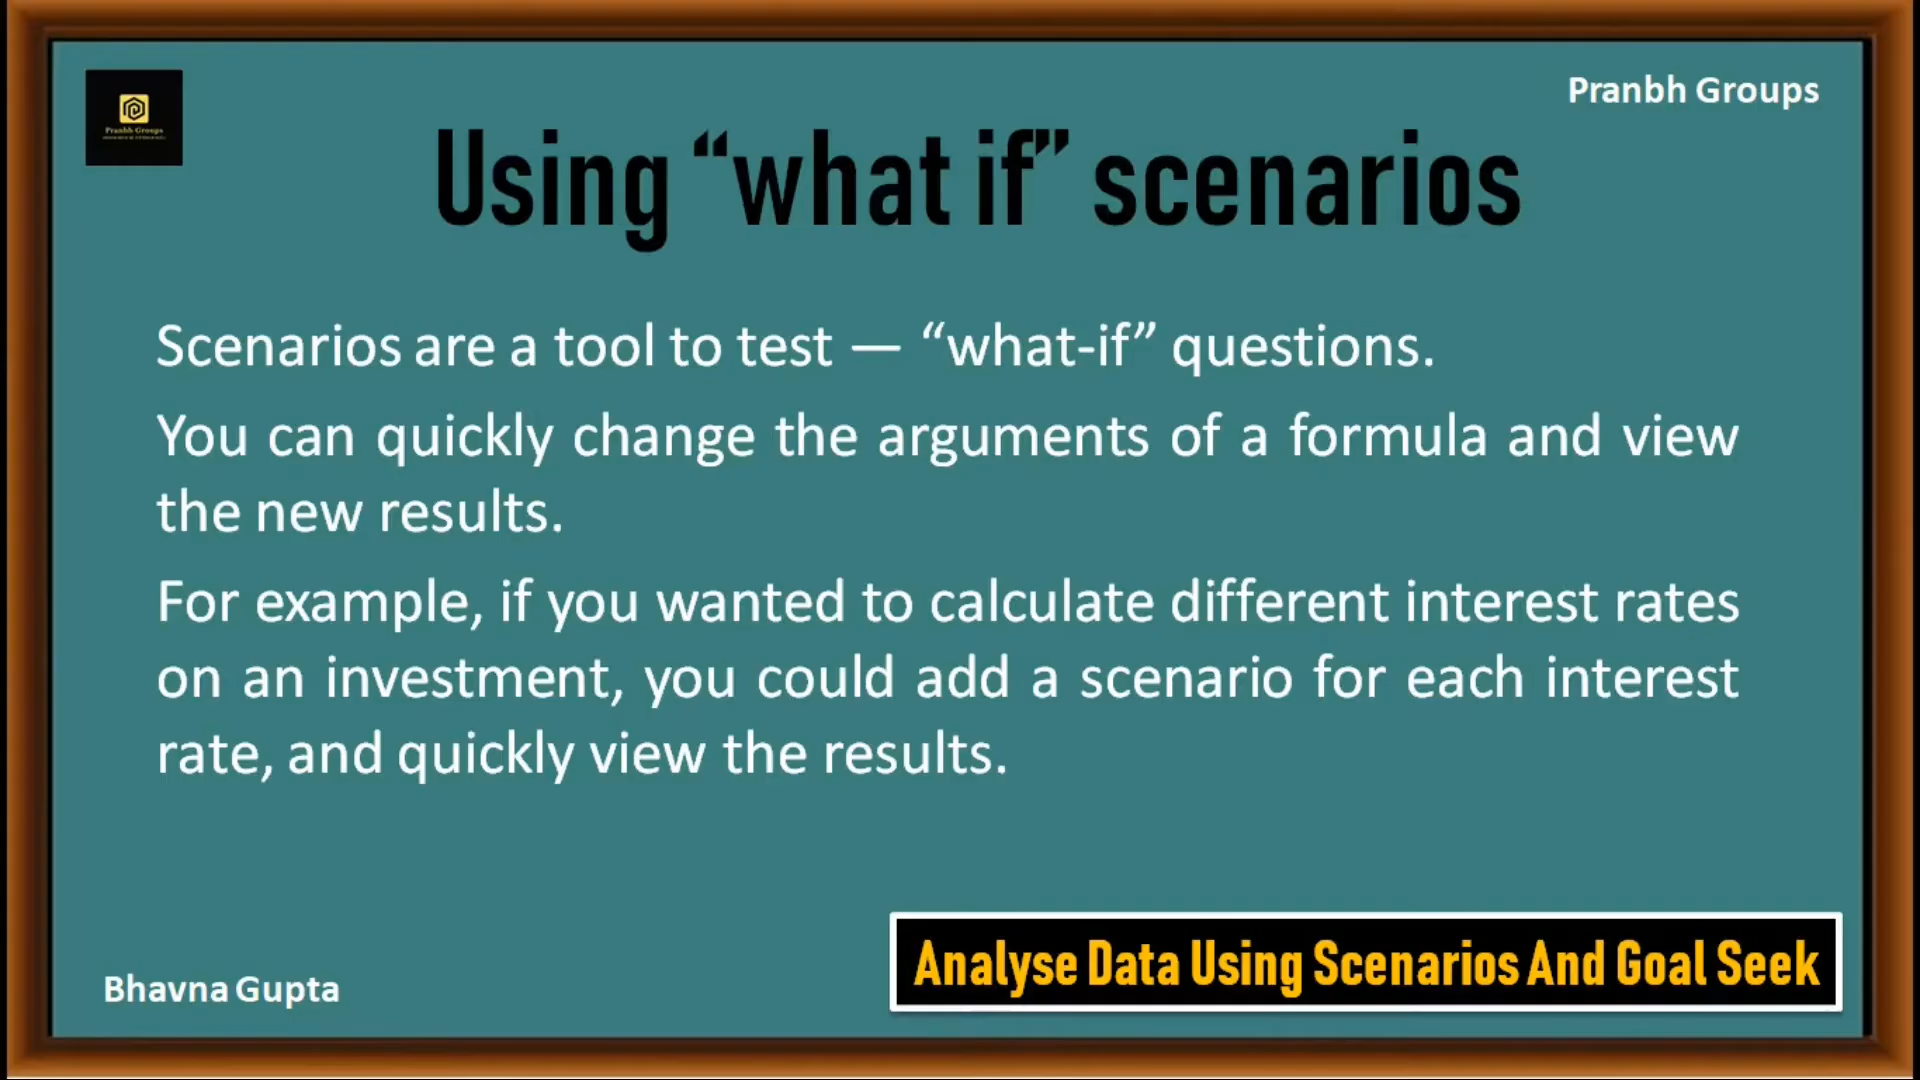 Pranbh Groups
Pranbh Groups
Using “what if” scenarios
Scenarios are a tool to test — “what-if” questions.
You can quickly change the arguments of a formula and view
the new results.
For example, if you wanted to calculate different interest rates
on an investment, you could add a scenario for each interest
rate, and quickly view the results.
Analyse Data Using Scenarios And Goal Seek
Bhavna Gupta